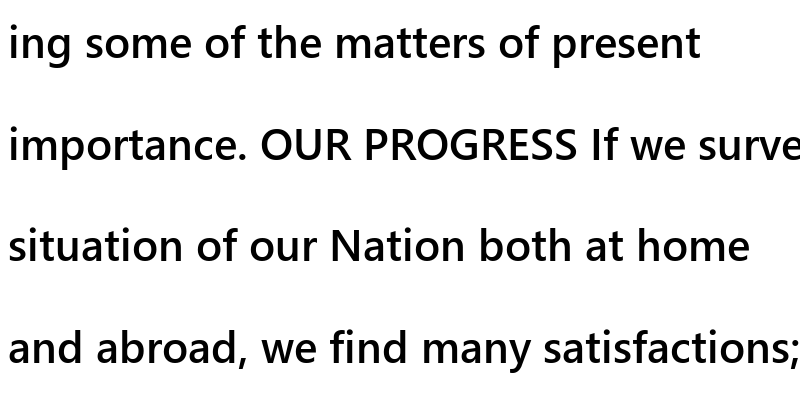 ing some of the matters of present
importance. OUR PROGRESS If we surve
situation of our Nation both at home
and abroad, we find many satisfactions;